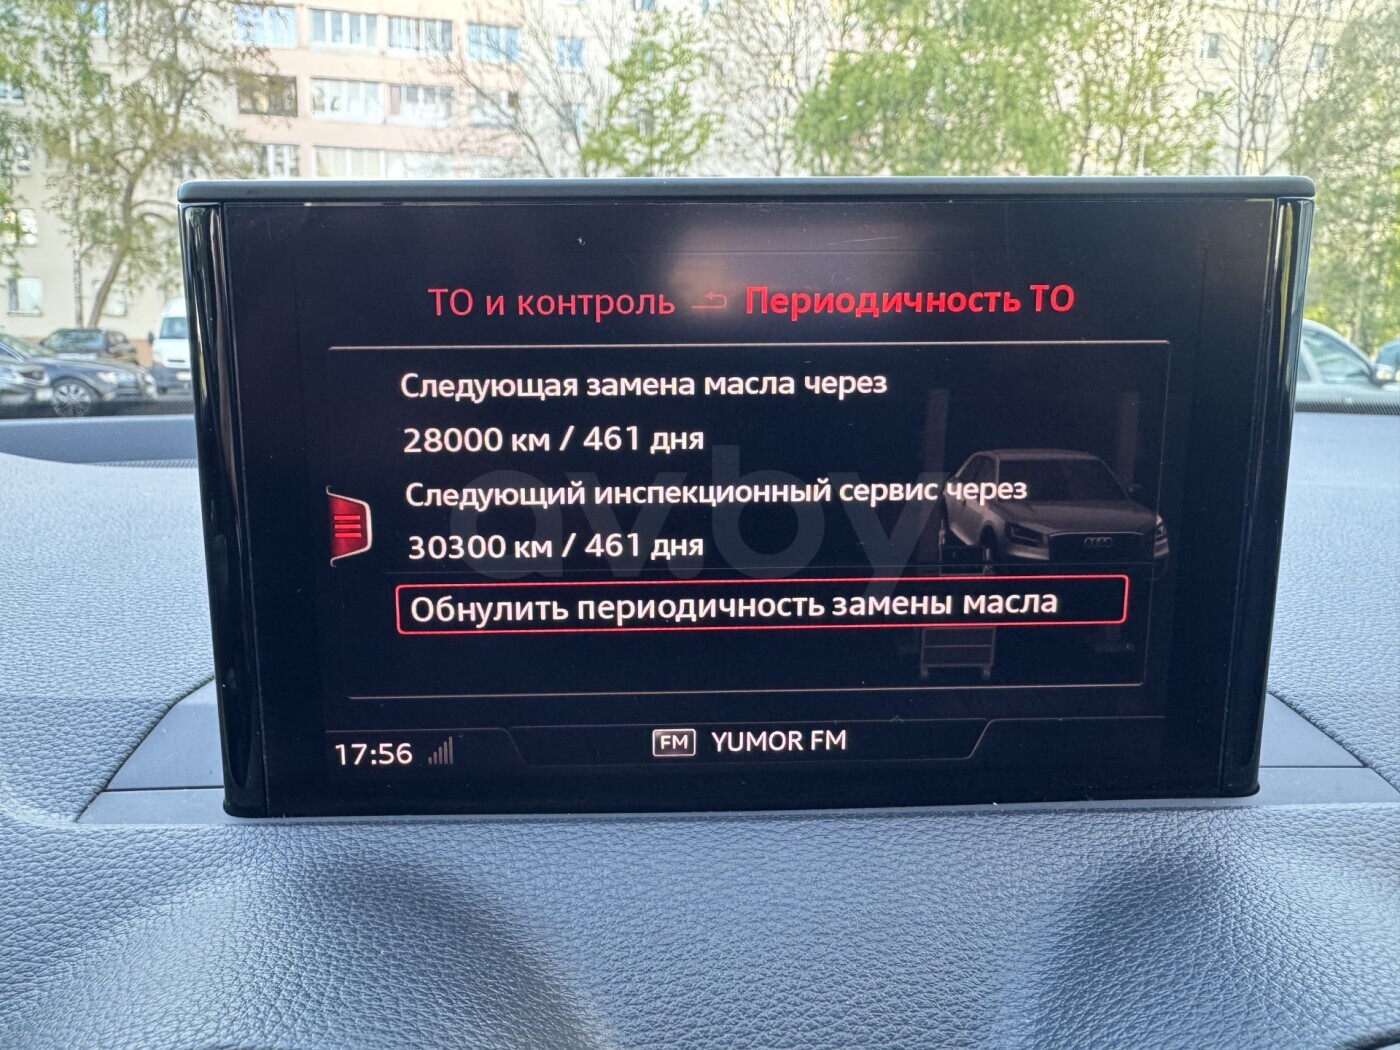 ТО и контроль Периодичность ТО
Следующая замена масла через
28000 км / 461 дня
Следующий инспекционный сервис через
30300 км / 461 дня
Обнулить периодичность замены масла
17:56 FM YUMOR FM
av.by